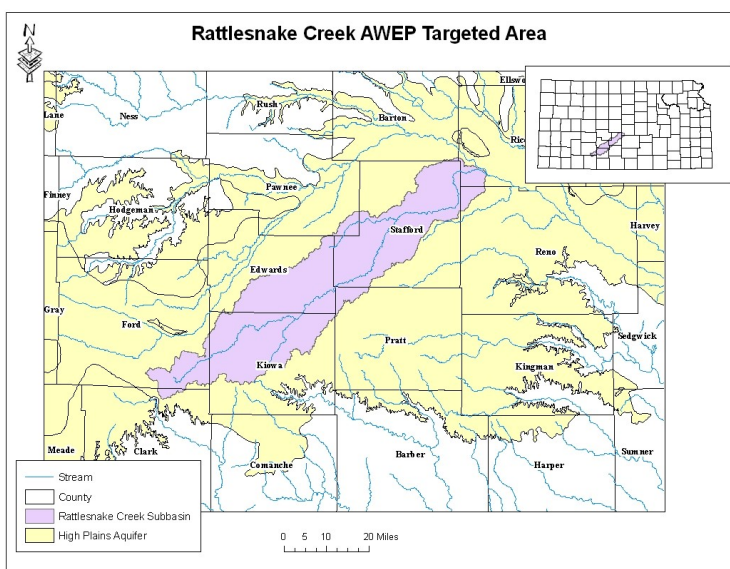 Rattlesnake Creek AWEP Targeted Area
N
Ellswo
Lane
Ness
Rush
Barton
Rice
Finney
Pawnee
Hodgeman
Stafford
Harvey
Reno
Edwards
Gray
Ford
Pratt
Sedgwick
Kiowa
Kingman
Meade
Clark
Barber
Sumner
Comanche
Harper
Stream
County
Rattlesnake Creek Subbasin
High Plains Aquifer
0 5 10 20 Miles